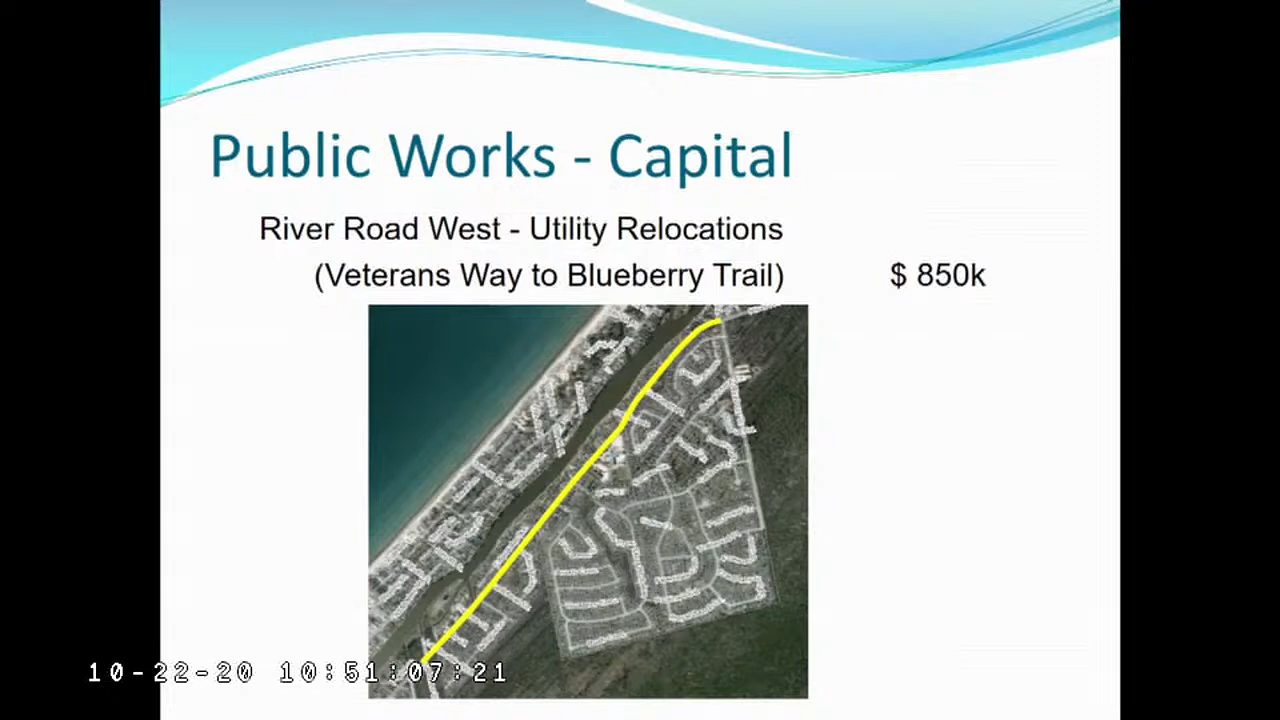 Public Works - Capital
River Road West - Utility Relocations
(Veterans Way to Blueberry Trail) $ 850k
10-22-20 10:51:07:21